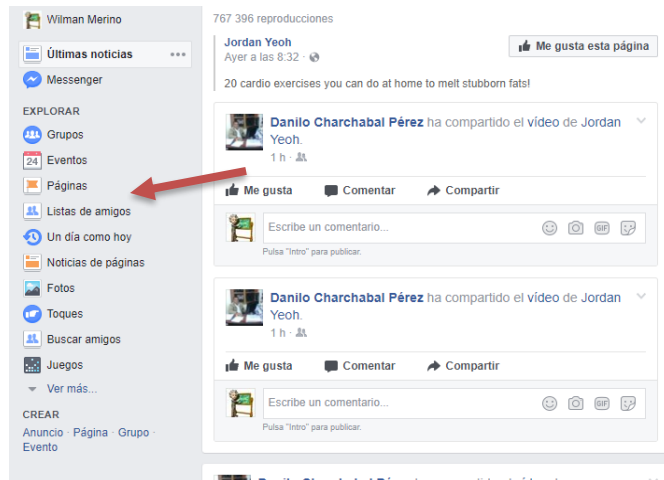 Wilman Merino
Últimas noticias
Messenger
EXPLORAR
Grupos
24 Eventos
Páginas
Listas de amigos
Un día como hoy
Noticias de páginas
Fotos
Toques
Buscar amigos
Juegos
Ver más...
CREAR
Anuncio · Página · Grupo ·
Evento
767 396 reproducciones
Jordan Yeoh
Ayer a las 8:32 ·
Me gusta esta página
20 cardio exercises you can do at home to melt stubborn fats!
Danilo Charchabal Pérez ha compartido el vídeo de Jordan
Yeoh.
1 h ·
Me gusta Comentar Compartir
Escribe un comentario...
GIF
Pulsa "Intro" para publicar.
Danilo Charchabal Pérez ha compartido el vídeo de Jordan
Yeoh.
1 h ·
Me gusta Comentar Compartir
Escribe un comentario...
GIF
Pulsa "Intro" para publicar.